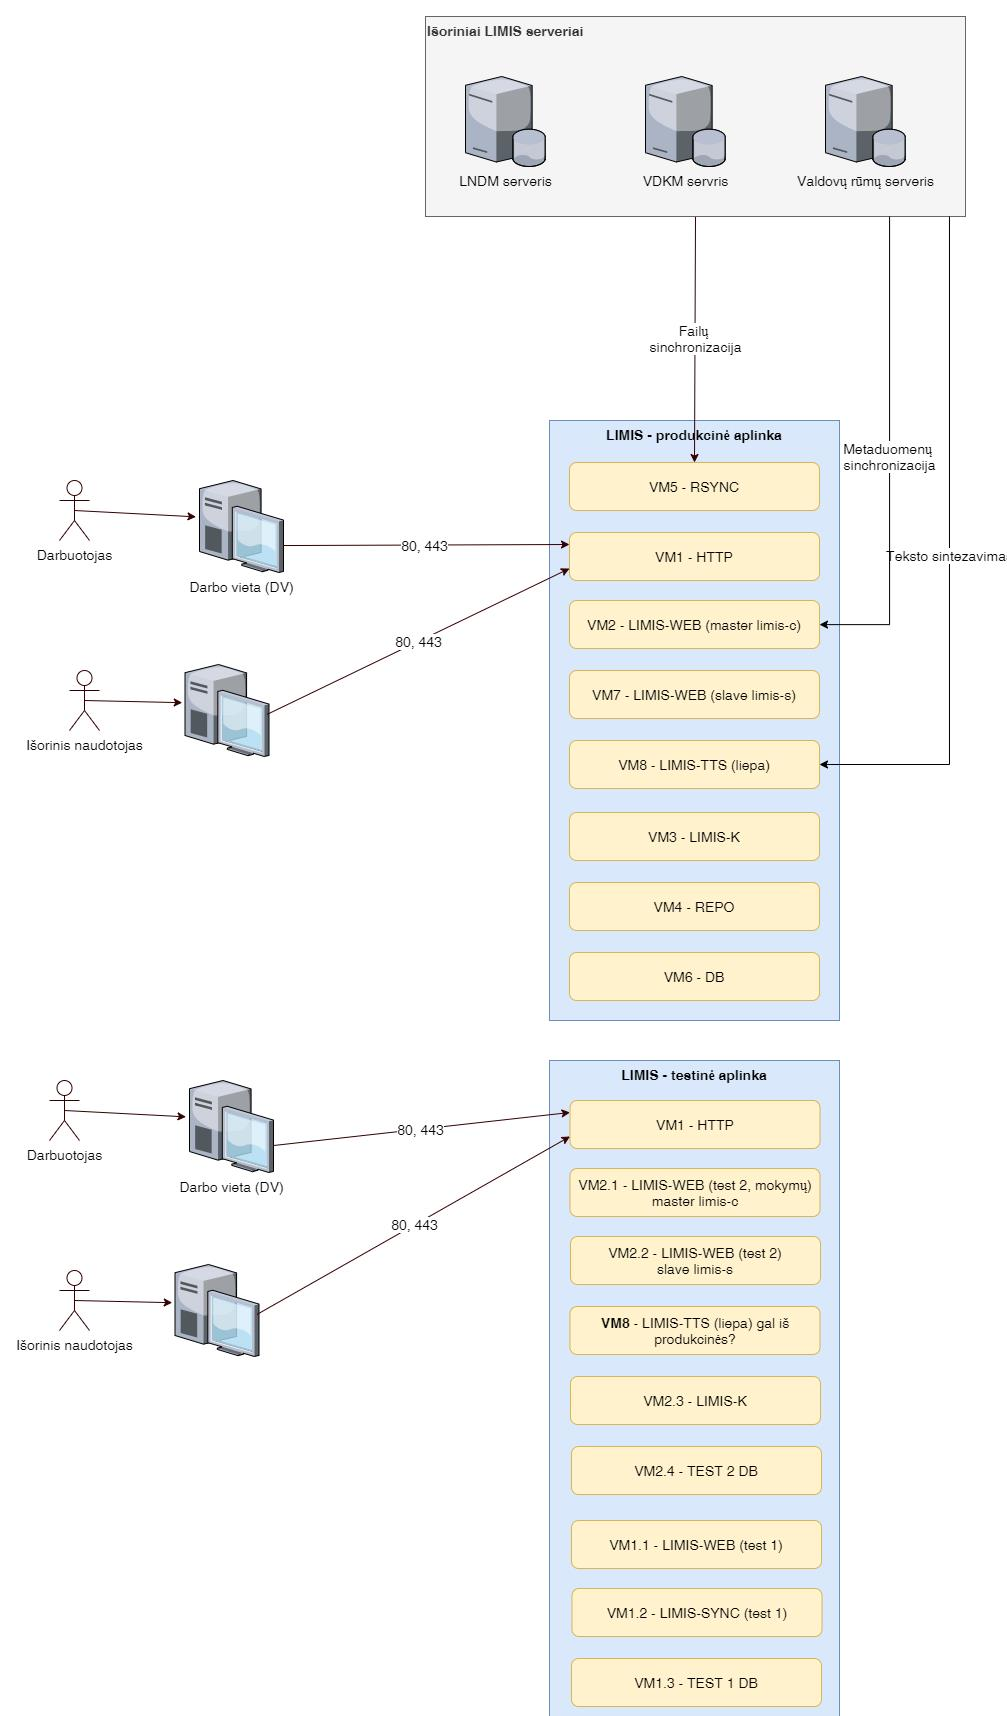 Išoriniai LIMIS serveriai
LNDM serveris
VDKM servris
Valdovų rūmų serveris
Failų
sinchronizacija
LIMIS - produkcinė aplinka
Metaduomenų
sinchronizacija
VM5 - RSYNC
Darbuotojas
Darbo vieta (DV)
80, 443
VM1 - HTTP
Teksto sintezavimas
80, 443
VM2 - LIMIS-WEB (master limis-c)
Išorinis naudotojas
VM7 - LIMIS-WEB (slave limis-s)
VM8 - LIMIS-TTS (liepa)
VM3 - LIMIS-K
VM4 - REPO
VM6 - DB
LIMIS - testinė aplinka
Darbuotojas
Darbo vieta (DV)
80, 443
VM1 - HTTP
VM2.1 - LIMIS-WEB (test 2, mokymų)
master limis-c
80, 443
VM2.2 - LIMIS-WEB (test 2)
slave limis-s
Išorinis naudotojas
VM8 - LIMIS-TTS (liepa) gal iš
produkcinės?
VM2.3 - LIMIS-K
VM2.4 - TEST 2 DB
VM1.1 - LIMIS-WEB (test 1)
VM1.2 - LIMIS-SYNC (test 1)
VM1.3 - TEST 1 DB